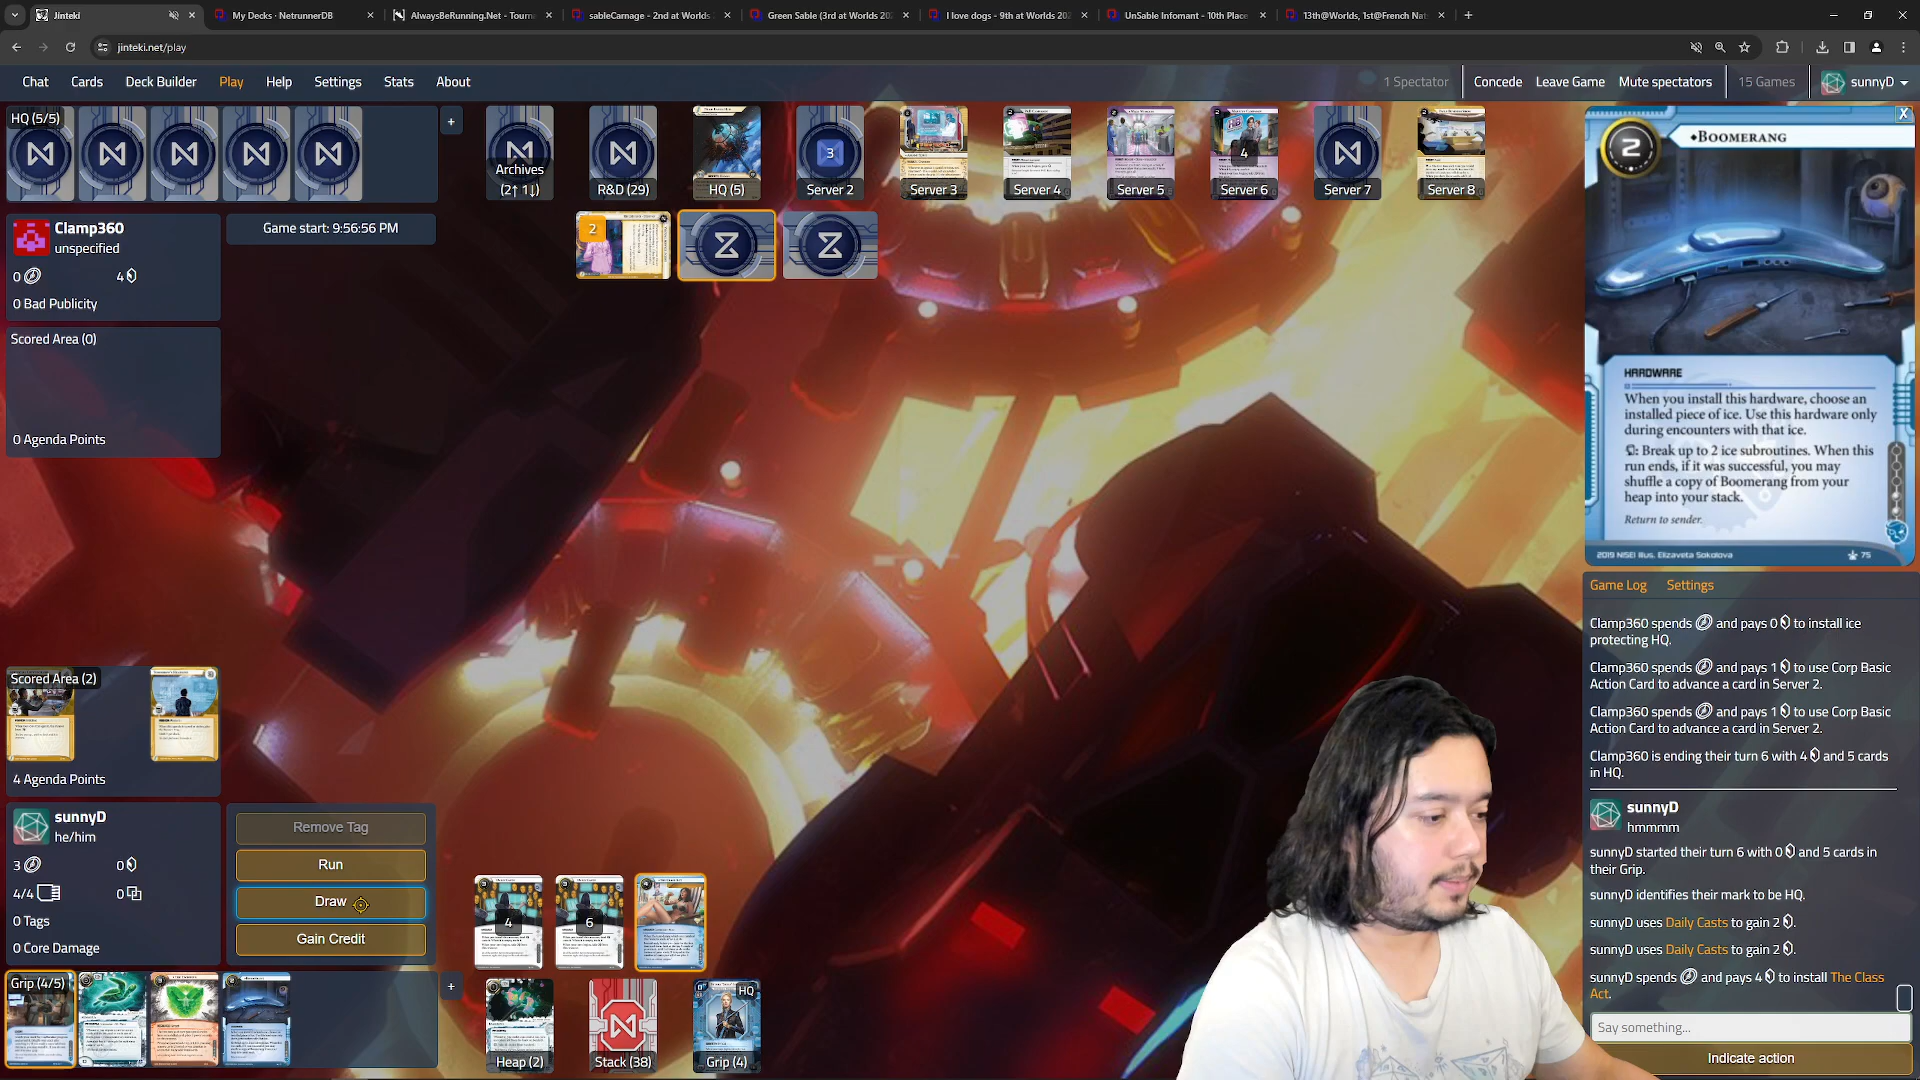 Jinteki
My Decks · NetrunnerDB
AlwaysBeRunning.Net - Tourna
sableCarnage - 2nd at Worlds
Green Sable (3rd at Worlds 202
I love dogs - 9th at Worlds 202
UnSable Infomant - 10th Place
13th@Worlds, 1st@French Nat
jinteki.net/play
Chat
Cards
Deck Builder
Play
Help
Settings
Stats
About
1 Spectator
Concede
Leave Game
Mute spectators
15 Games
sunnyD
HQ (5/5)
Archives
(2↑ 1↓)
R&D (29)
HQ (5)
3
Server 2
Server 3
Server 4
Server 5
4
Server 6
Server 7
Server 8
2
Clamp360
unspecified
0
4
0 Bad Publicity
Game start: 9:56:56 PM
Scored Area (0)
0 Agenda Points
2
BOOMERANG
HARDWARE
When you install this hardware, choose an
installed piece of ice. Use this hardware only
during encounters with that ice.
: Break up to 2 ice subroutines. When this
run ends, if it was successful, you may
shuffle a copy of Boomerang from your
heap into your stack.
Return to sender.
2019 NISEI Illus. Elizaveta Sokolova
75
Game Log
Settings
Clamp360 spends and pays 0 to install ice
protecting HQ.
Clamp360 spends and pays 1 to use Corp Basic
Action Card to advance a card in Server 2.
Clamp360 spends and pays 1 to use Corp Basic
Action Card to advance a card in Server 2.
Clamp360 is ending their turn 6 with 4 and 5 cards
in HQ.
sunnyD
hmmmm
sunnyD started their turn 6 with 0 and 5 cards in
their Grip.
sunnyD identifies their mark to be HQ.
sunnyD uses Daily Casts to gain 2.
sunnyD uses Daily Casts to gain 2.
sunnyD spends and pays 4 to install The Class
Act.
Say something...
Indicate action
Scored Area (2)
4 Agenda Points
sunnyD
he/him
3
0
4/4
0
0 Tags
0 Core Damage
Remove Tag
Run
Draw
Gain Credit
4
6
Grip (4/5)
Heap (2)
Stack (38)
HQ
Grip (4)